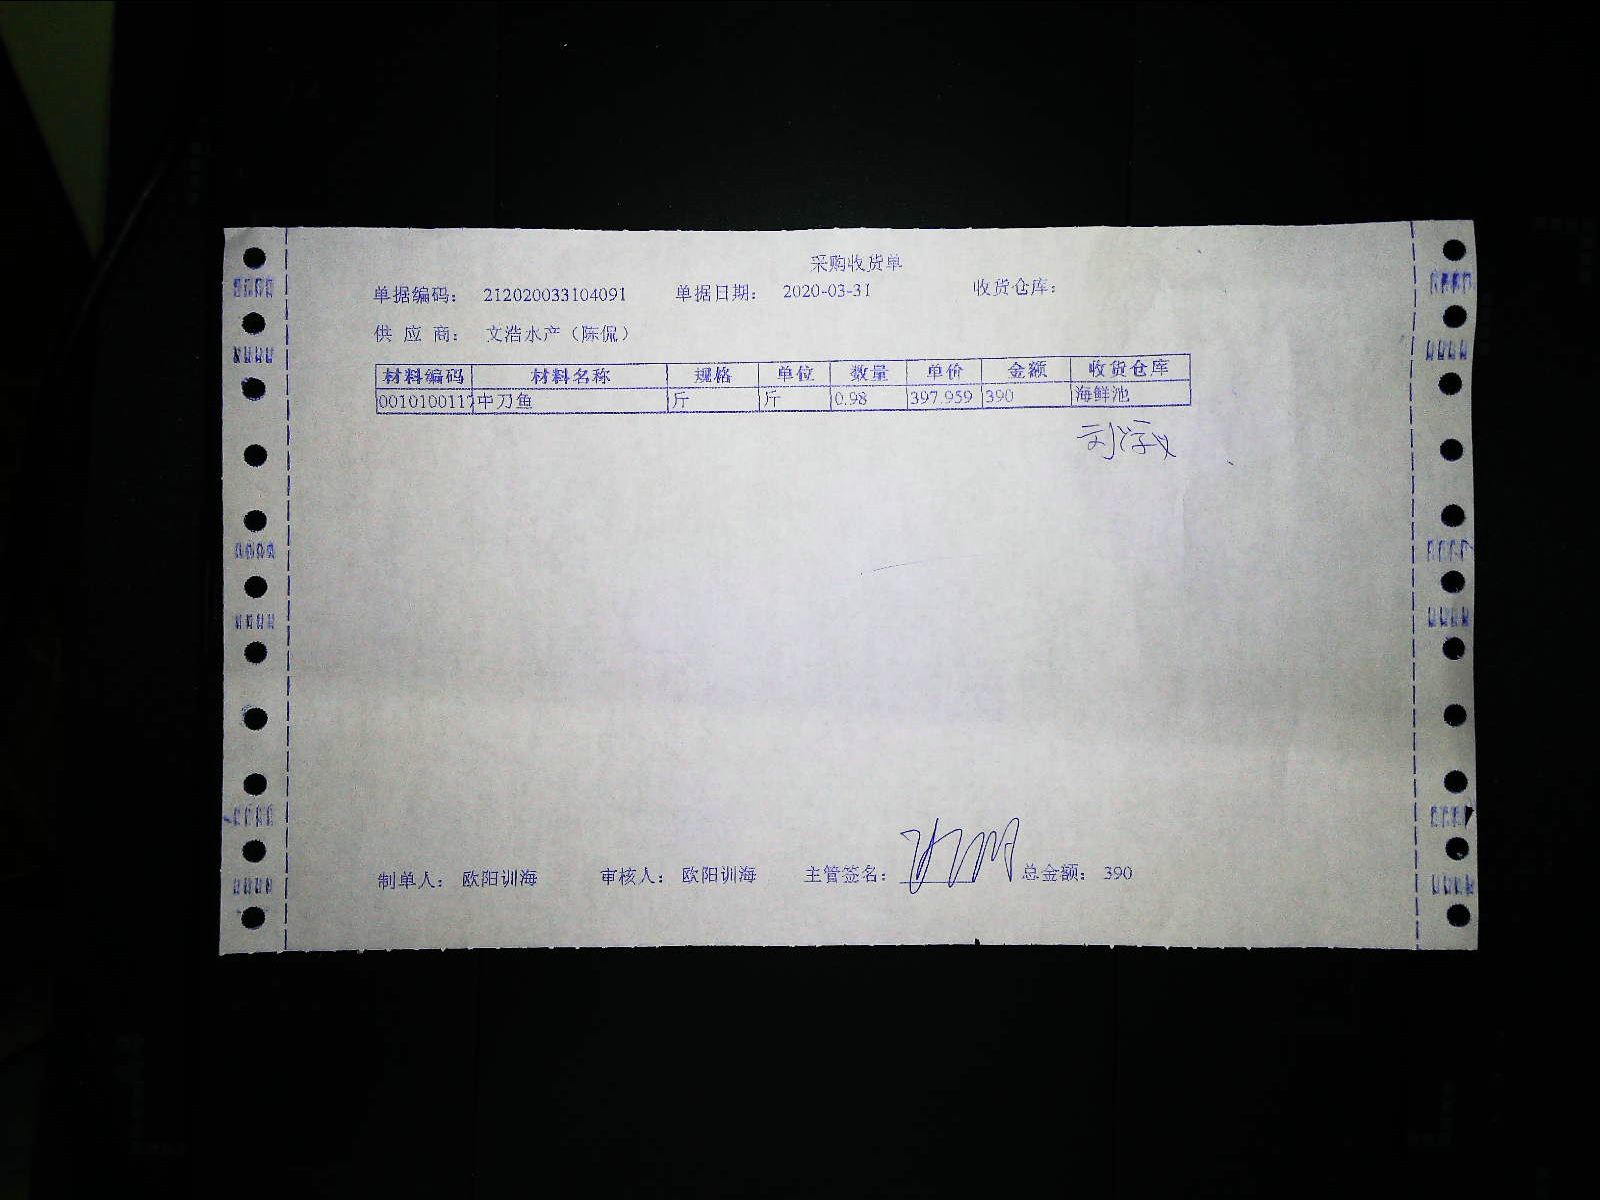 采购收货单
单据编码： 212020033104091 单据日期： 2020-03-31 收货仓库：
供 应 商： 文浩水产（陈侃）
材料编码 材料名称 规格 单位 数量 单价 金额 收货仓库
0010100117 中刀鱼 斤 斤 0.98 397.959 390 海鲜池
制单人： 欧阳训海 审核人： 欧阳训海 主管签名： 总金额： 390